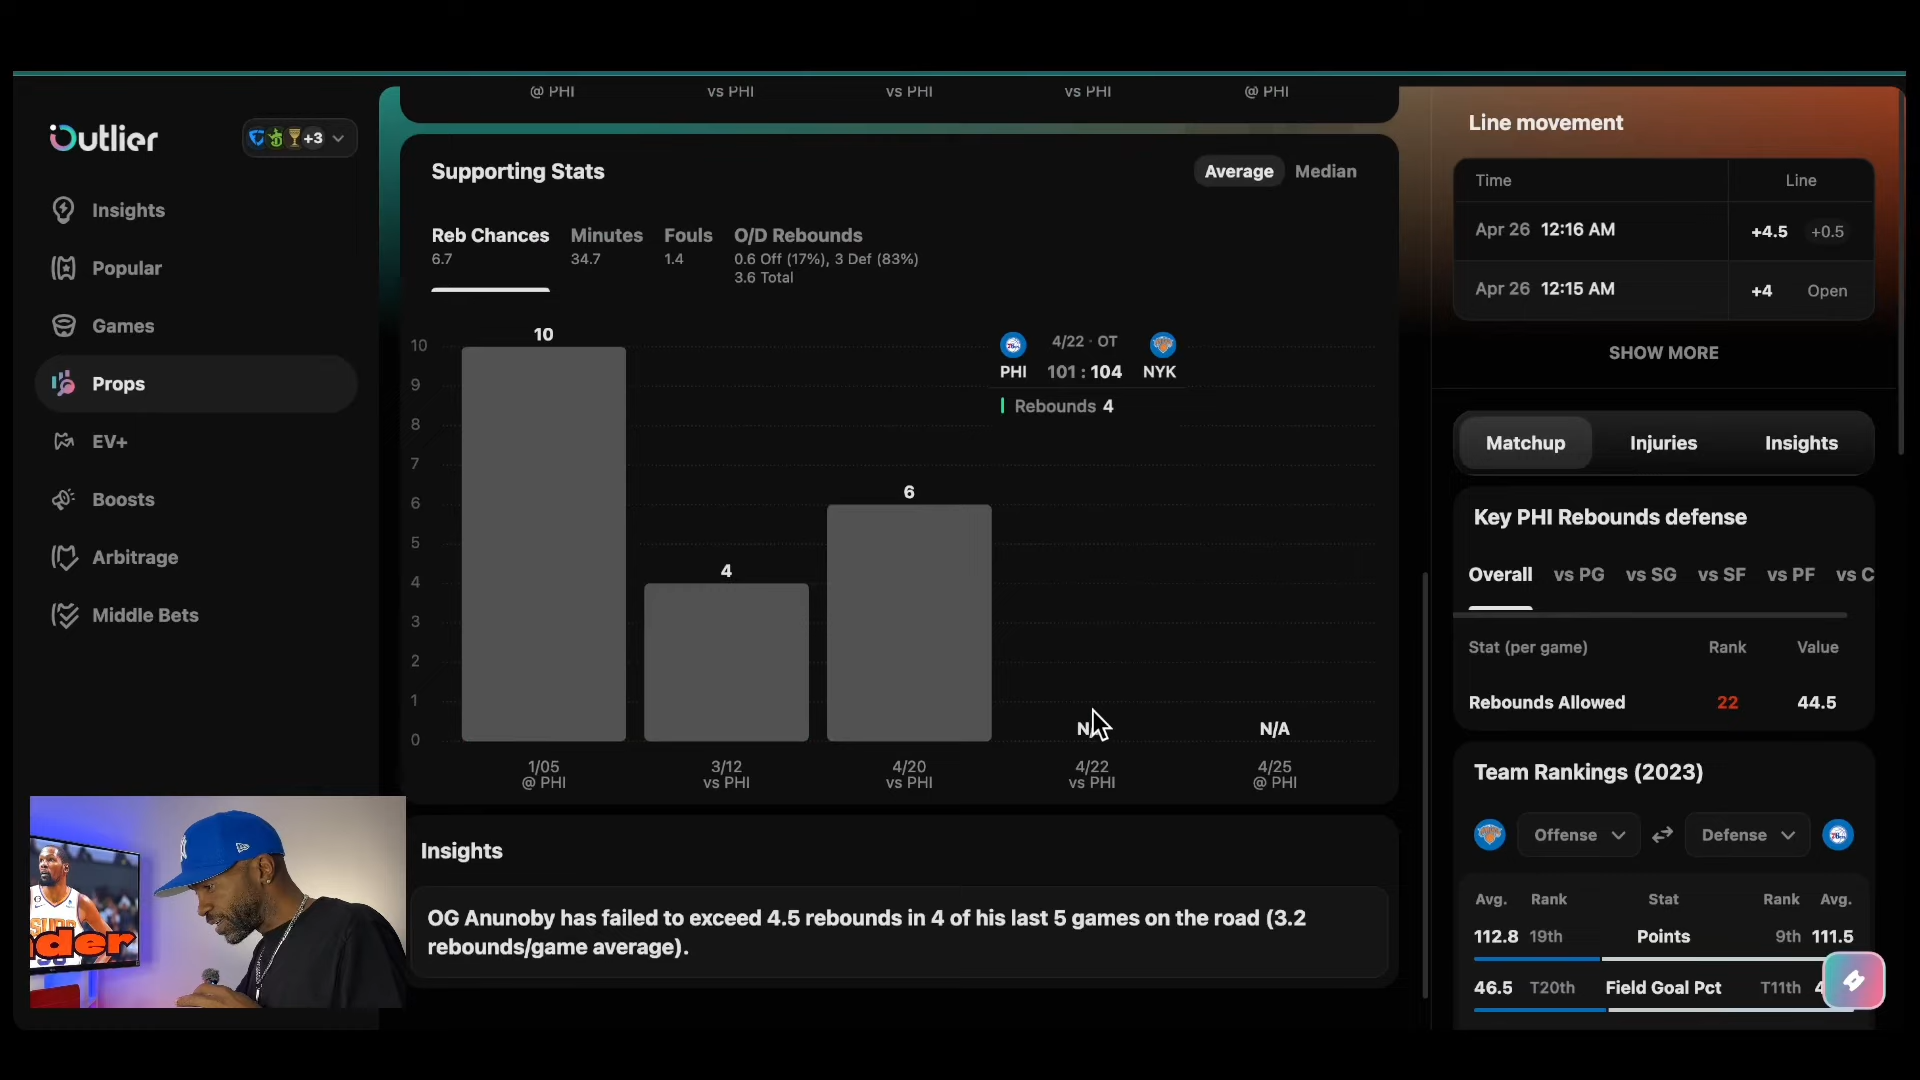 Outlier
+3
Insights
Popular
Games
Props
EV+
Boosts
Arbitrage
Middle Bets
@ PHI
vs PHI
vs PHI
vs PHI
@ PHI
Supporting Stats
Average
Median
Reb Chances
6.7
Minutes
34.7
Fouls
1.4
O/D Rebounds
0.6 Off (17%), 3 Def (83%)
3.6 Total
10
9
8
7
6
5
4
3
2
1
0
10
4
6
N/A
4/22 · OT
PHI 101 : 104 NYK
Rebounds 4
1/05
@ PHI
3/12
vs PHI
4/20
vs PHI
4/22
vs PHI
4/25
@ PHI
Insights
OG Anunoby has failed to exceed 4.5 rebounds in 4 of his last 5 games on the road (3.2
rebounds/game average).
Line movement
Time Line
Apr 26 12:16 AM +4.5 +0.5
Apr 26 12:15 AM +4 Open
SHOW MORE
Matchup Injuries Insights
Key PHI Rebounds defense
Overall vs PG vs SG vs SF vs PF vs C
Stat (per game) Rank Value
Rebounds Allowed 22 44.5
Team Rankings (2023)
Offense Defense
Avg. Rank Stat Rank Avg.
112.8 19th Points 9th 111.5
46.5 T20th Field Goal Pct T11th